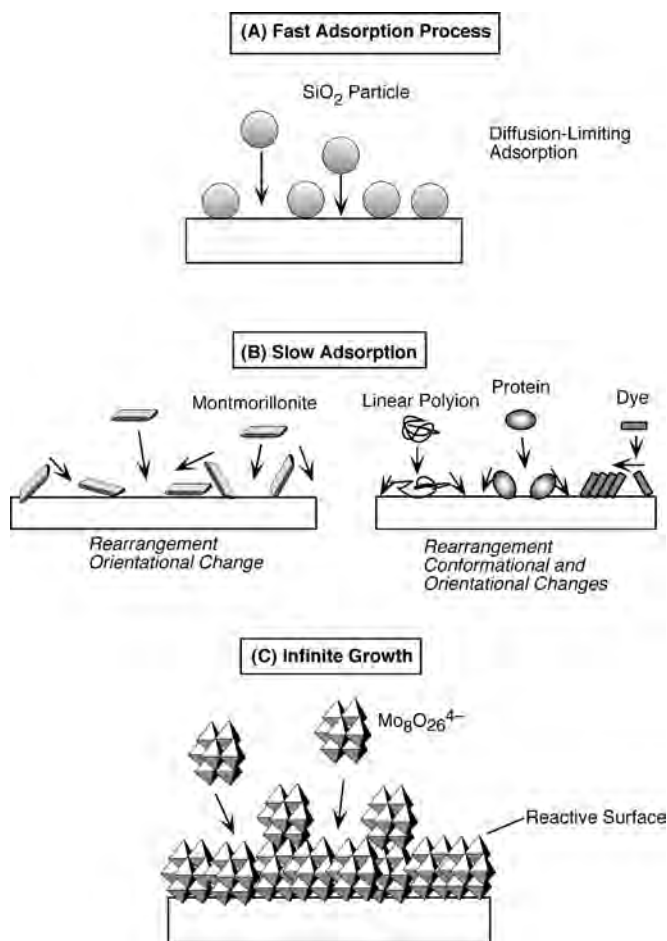 (A) Fast Adsorption Process
SiO₂ Particle
Diffusion-Limiting
Adsorption
(B) Slow Adsorption
Montmorillonite
Linear Polyion
Protein
Dye
Rearrangement
Orientational Change
Rearrangement
Conformational and
Orientational Changes
(C) Infinite Growth
Mo₈O₂₆⁴⁻
Reactive Surface